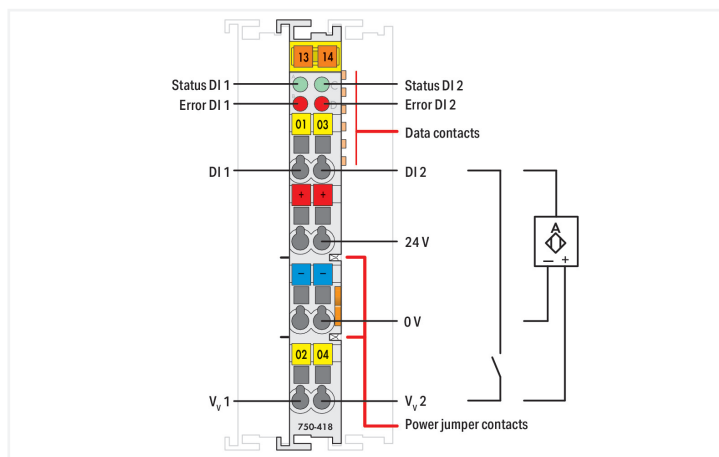 13 14
Status DI 1
Status DI 2
C
Error DI 1
D
Error DI 2
01 03
Data contacts
DI 1
DI 2
+ +
A
24 V
— +
− −
0 V
02 04
Vv 1
Vv 2
750-418
Power jumper contacts